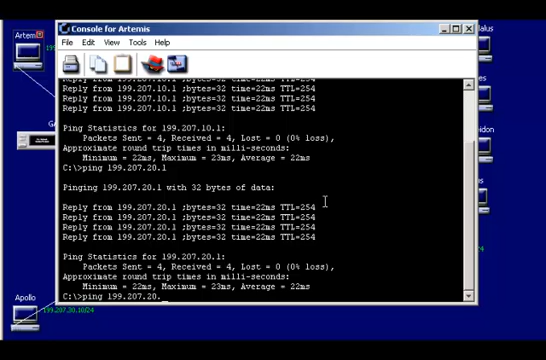 Console for Artemis
File Edit View Tools Help
Artemis
Reply from 199.207.10.1 ;bytes=32 time=22ms TTL=254
Reply from 199.207.10.1 ;bytes=32 time=22ms TTL=254
Reply from 199.207.10.1 ;bytes=32 time=22ms TTL=254
Ping Statistics for 199.207.10.1:
Packets Sent = 4, Received = 4, Lost = 0 (0% loss),
Approximate round trip times in milli-seconds:
Minimum = 22ms, Maximum = 23ms, Average = 22ms
C:\>ping 199.207.20.1
Pinging 199.207.20.1 with 32 bytes of data:
Reply from 199.207.20.1 ;bytes=32 time=22ms TTL=254
Reply from 199.207.20.1 ;bytes=32 time=22ms TTL=254
Reply from 199.207.20.1 ;bytes=32 time=22ms TTL=254
Reply from 199.207.20.1 ;bytes=32 time=22ms TTL=254
Ping Statistics for 199.207.20.1:
Packets Sent = 4, Received = 4, Lost = 0 (0% loss),
Approximate round trip times in milli-seconds:
Minimum = 22ms, Maximum = 23ms, Average = 22ms
C:\>ping 199.207.20._
Apollo
199.207.30.10/24